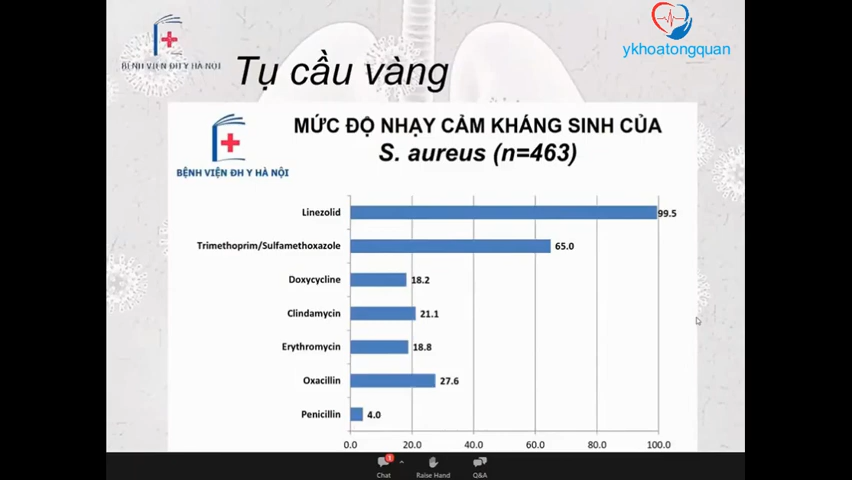 BỆNH VIỆN ĐH Y HÀ NỘI
ykhoatongquan
Tụ cầu vàng
BỆNH VIỆN ĐH Y HÀ NỘI
MỨC ĐỘ NHẠY CẢM KHÁNG SINH CỦA
S. aureus (n=463)
Linezolid 99.5
Trimethoprim/Sulfamethoxazole 65.0
Doxycycline 18.2
Clindamycin 21.1
Erythromycin 18.8
Oxacillin 27.6
Penicillin 4.0
0.0 20.0 40.0 60.0 80.0 100.0
1
Chat Raise Hand Q&A